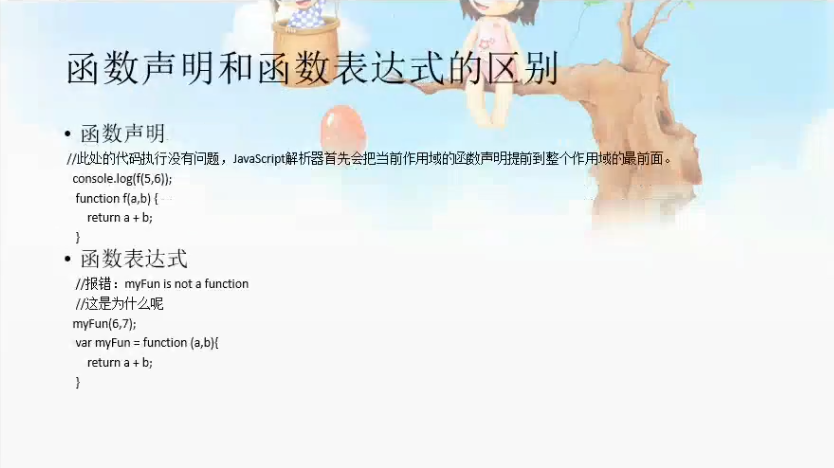 函数声明和函数表达式的区别
• 函数声明
//此处的代码执行没有问题，JavaScript解析器首先会把当前作用域的函数声明提前到整个作用域的最前面。
console.log(f(5,6));
function f(a,b) {
return a + b;
}
• 函数表达式
//报错：myFun is not a function
//这是为什么呢
myFun(6,7);
var myFun = function (a,b){
return a + b;
}